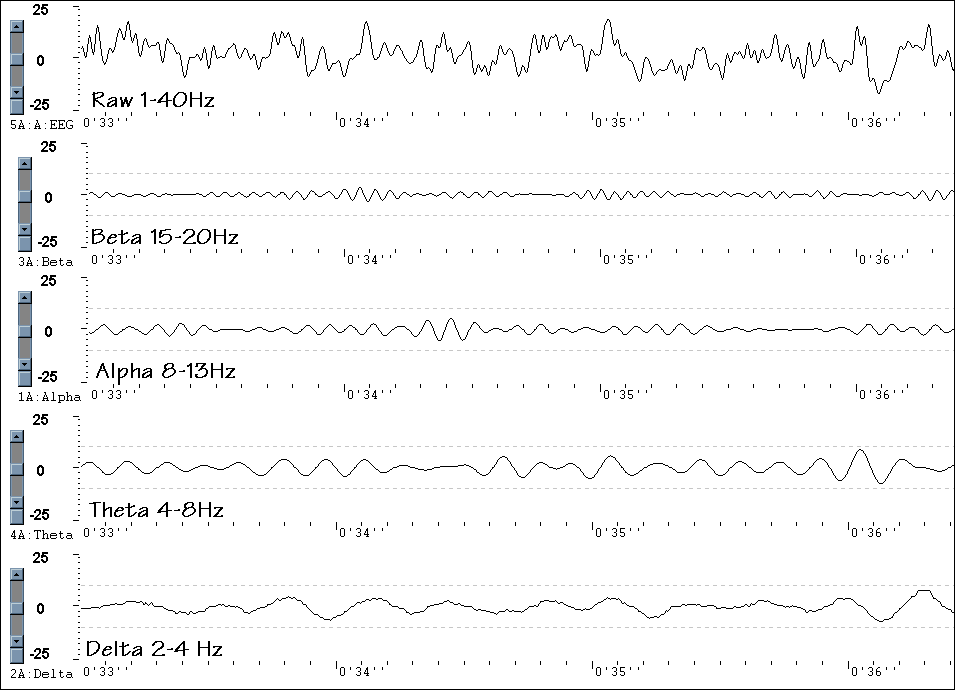 25
0
-25
Raw 1-40Hz
5A:A:EEG 0'33'' 0'34'' 0'35'' 0'36''
25
0
-25
Beta 15-20Hz
3A:Beta 0'33'' 0'34'' 0'35'' 0'36''
25
0
-25
Alpha 8-13Hz
1A:Alpha 0'33'' 0'34'' 0'35'' 0'36''
25
0
-25
Theta 4-8Hz
4A:Theta 0'33'' 0'34'' 0'35'' 0'36''
25
0
-25
Delta 2-4 Hz
2A:Delta 0'33'' 0'34'' 0'35'' 0'36''